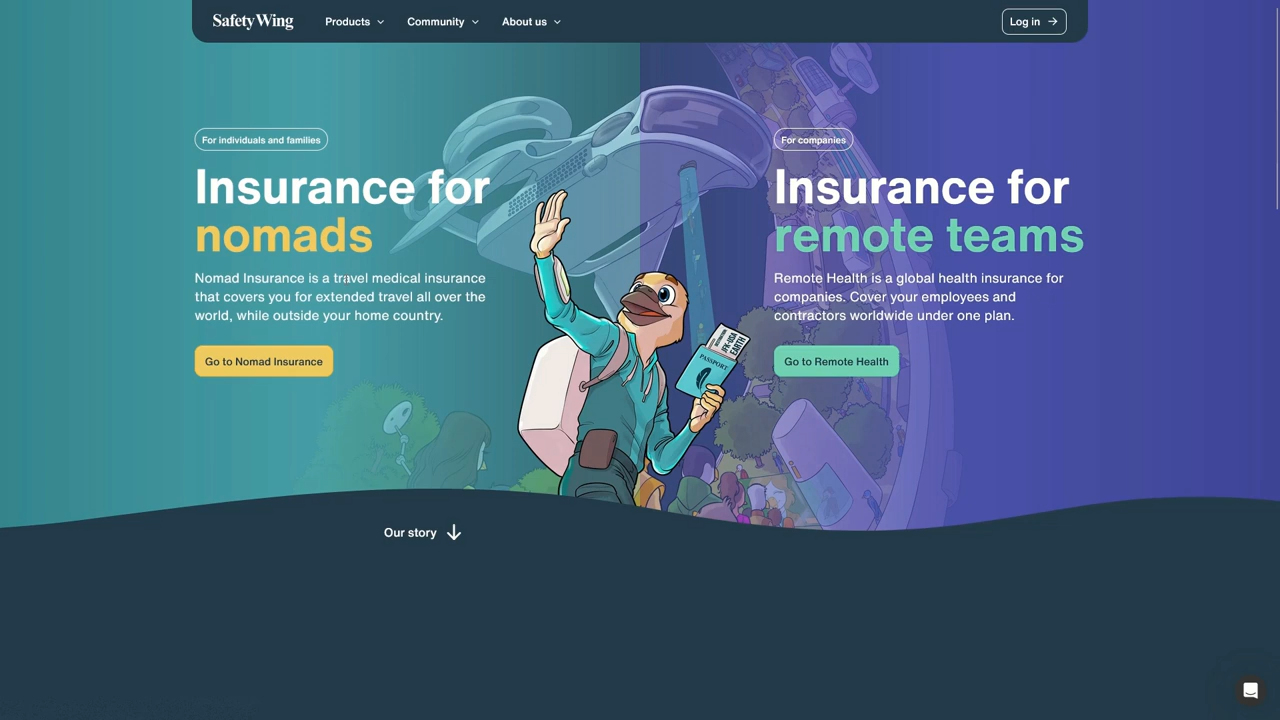 SafetyWing
Products
Community
About us
Log in
For individuals and families
Insurance for
nomads
Nomad Insurance is a travel medical insurance
that covers you for extended travel all over the
world, while outside your home country.
Go to Nomad Insurance
For companies
Insurance for
remote teams
Remote Health is a global health insurance for
companies. Cover your employees and
contractors worldwide under one plan.
Go to Remote Health
PASSPORT
EARTH
Our story